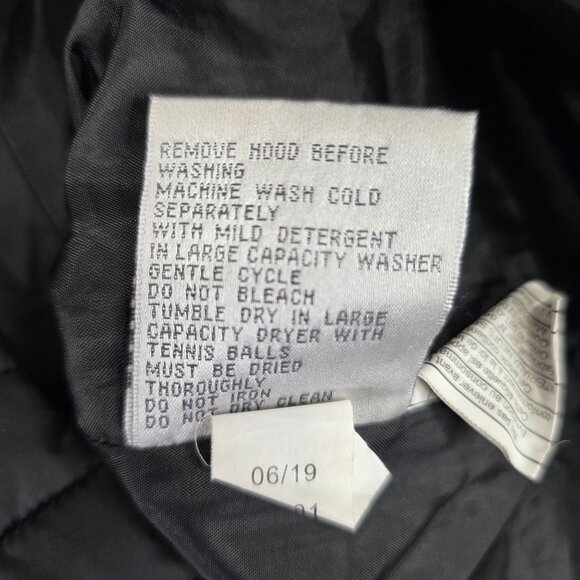 REMOVE HOOD BEFORE
WASHING
MACHINE WASH COLD
SEPARATELY
WITH MILD DETERGENT
IN LARGE CAPACITY WASHER
GENTLE CYCLE
DO NOT BLEACH
TUMBLE DRY IN LARGE
CAPACITY DRYER WITH
TENNIS BALLS
MUST BE DRIED
THOROUGHLY
DO NOT IRON
DO NOT DRY CLEAN
06/19